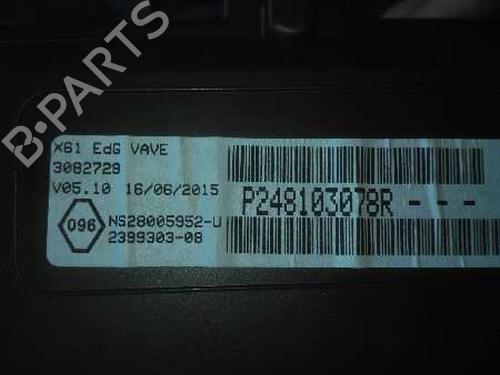 X61 EdG VAVE
3082729
V05.10 16/06/2015
096
NS28005952-U
2399303-08
P248103078R - - -
B-PARTS